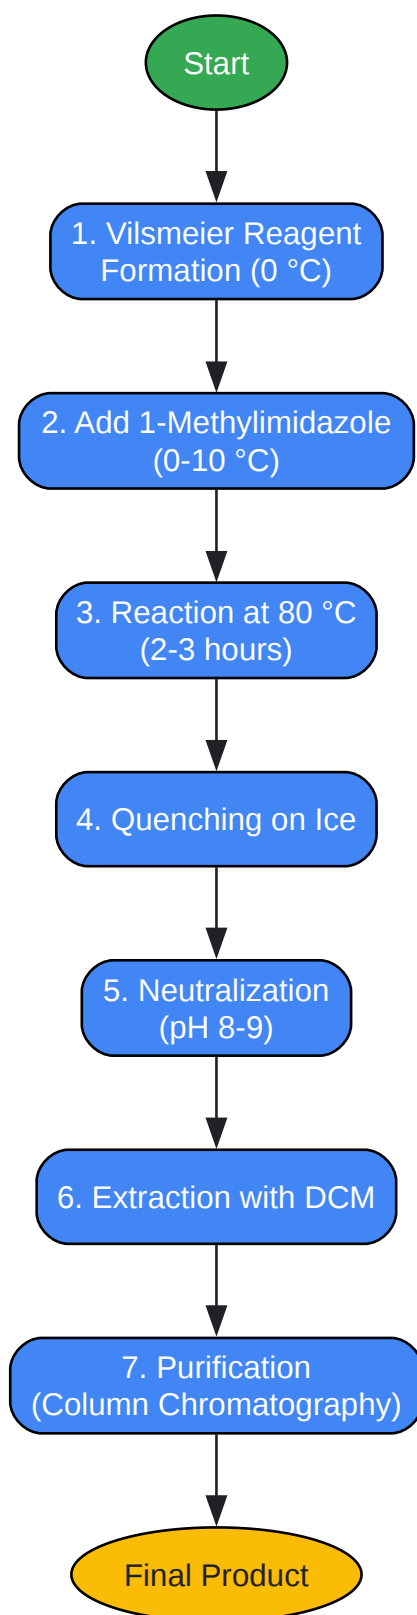 Start
1. Vilsmeier Reagent
Formation (0 °C)
2. Add 1-Methylimidazole
(0-10 °C)
3. Reaction at 80 °C
(2-3 hours)
4. Quenching on Ice
5. Neutralization
(pH 8-9)
6. Extraction with DCM
7. Purification
(Column Chromatography)
Final Product